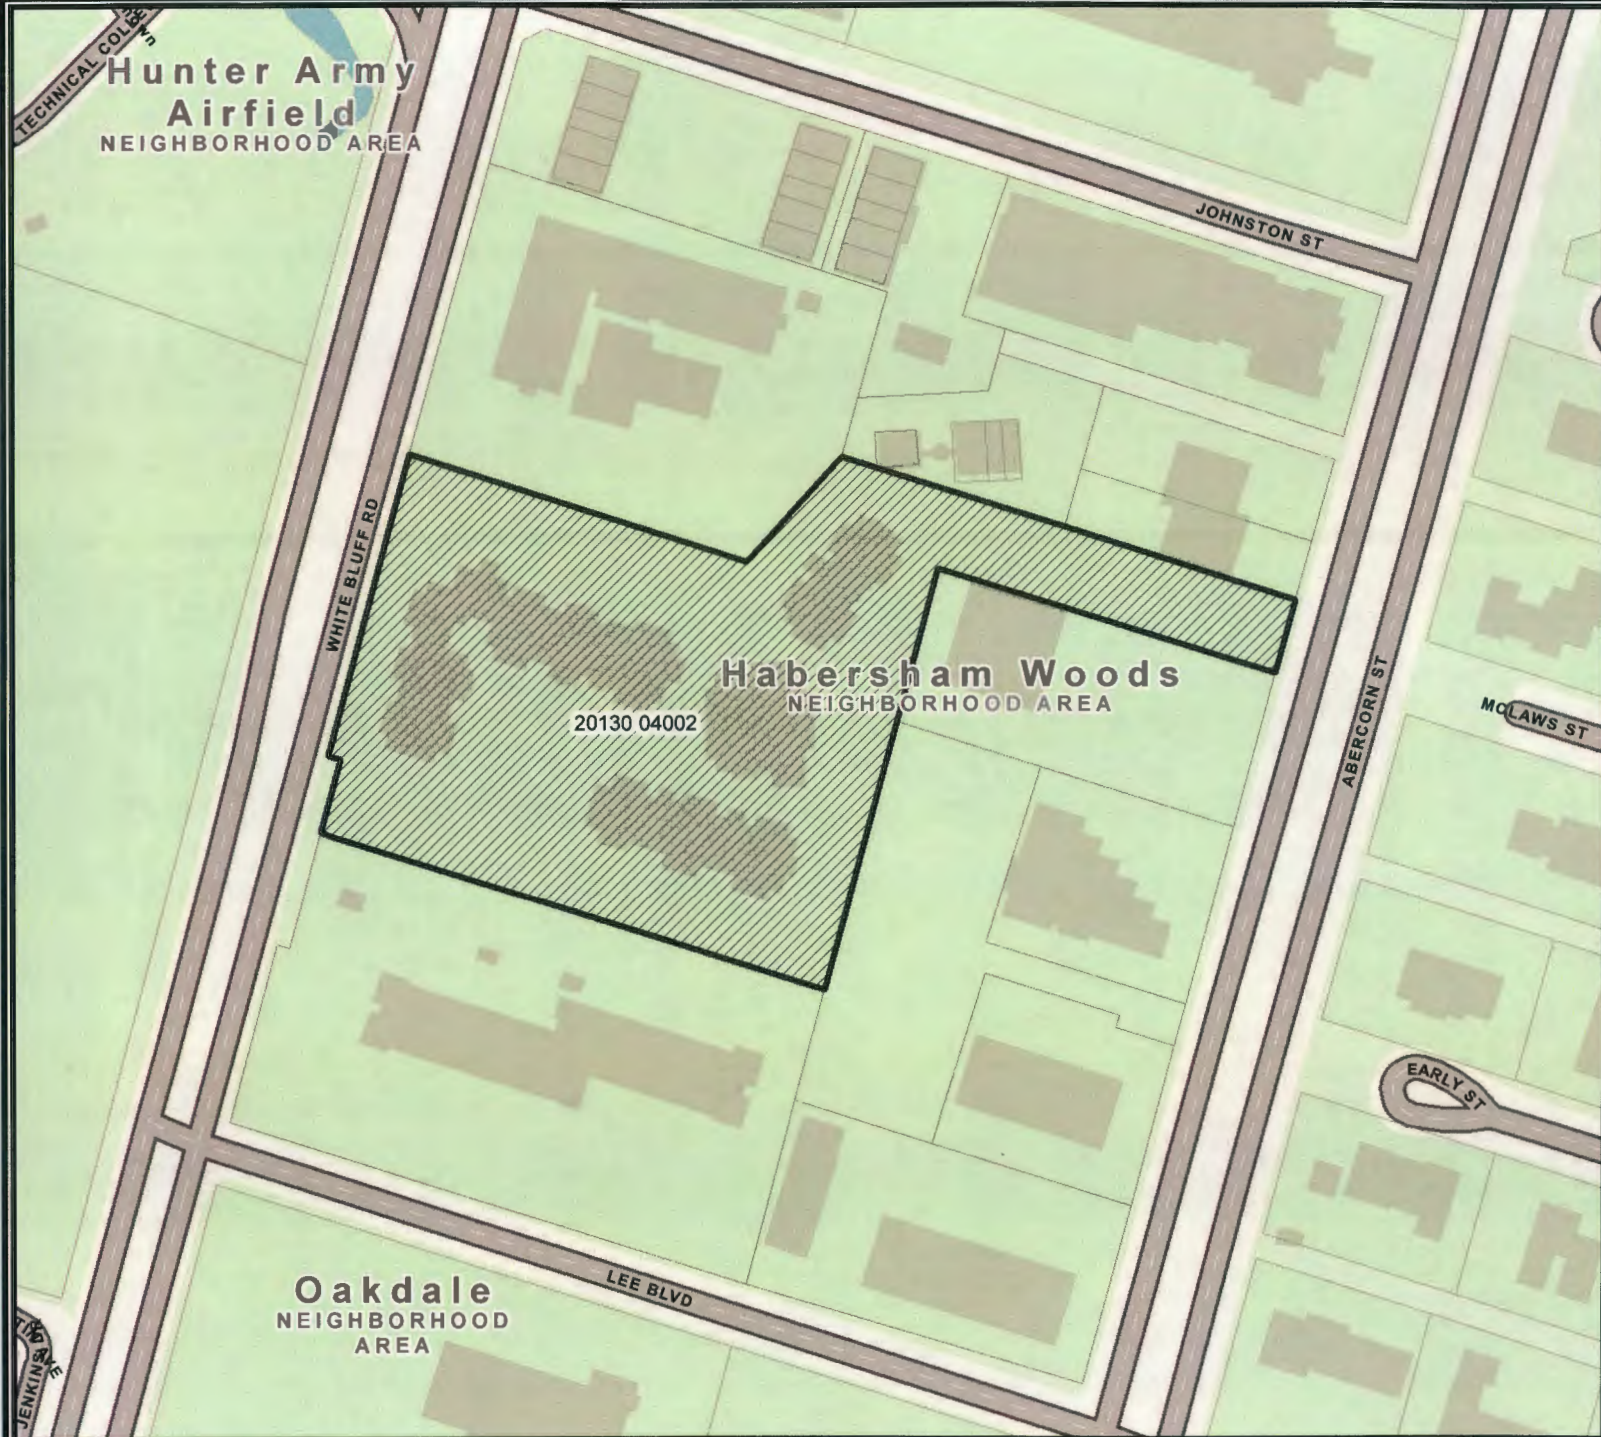 TECHNICAL COL
Hunter Army
Airfield
NEIGHBORHOOD AREA
JOHNSTON ST
WHITE BLUFF RD
Habersham Woods
NEIGHBORHOOD AREA
20130 04002
ABERCORN ST
MCLAWS ST
EARLY ST
LEE BLVD
Oakdale
NEIGHBORHOOD
AREA
JENKINS